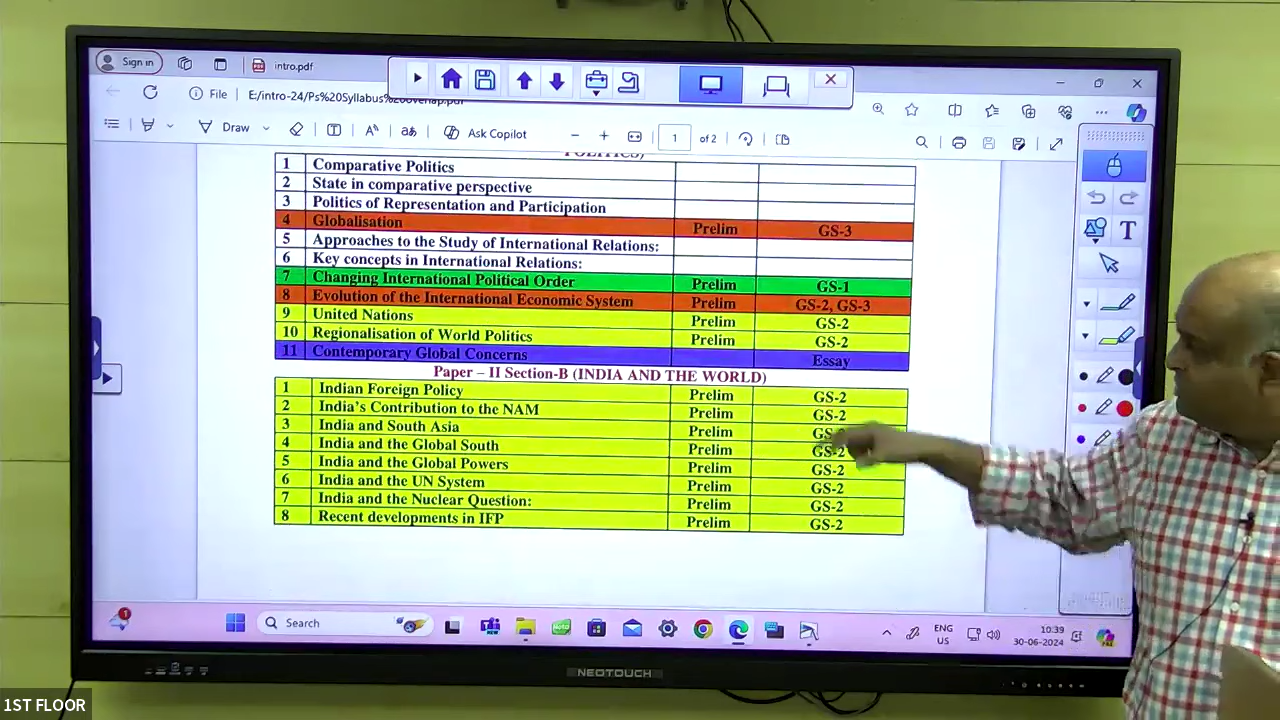 Sign in
intro.pdf
File E:/intro-24/Ps%20Syllabus%20overlap.pdf
Draw Ask Copilot 1 of 2
POLITICS)
1 Comparative Politics
2 State in comparative perspective
3 Politics of Representation and Participation
4 Globalisation Prelim GS-3
5 Approaches to the Study of International Relations:
6 Key concepts in International Relations:
7 Changing International Political Order Prelim GS-1
8 Evolution of the International Economic System Prelim GS-2, GS-3
9 United Nations Prelim GS-2
10 Regionalisation of World Politics Prelim GS-2
11 Contemporary Global Concerns Essay
Paper – II Section-B (INDIA AND THE WORLD)
1 Indian Foreign Policy Prelim GS-2
2 India's Contribution to the NAM Prelim GS-2
3 India and South Asia Prelim GS-2
4 India and the Global South Prelim GS-2
5 India and the Global Powers Prelim GS-2
6 India and the UN System Prelim GS-2
7 India and the Nuclear Question: Prelim GS-2
8 Recent developments in IFP Prelim GS-2
Search
ENG
US
10:39
30-06-2024
NEOTOUCH
1ST FLOOR